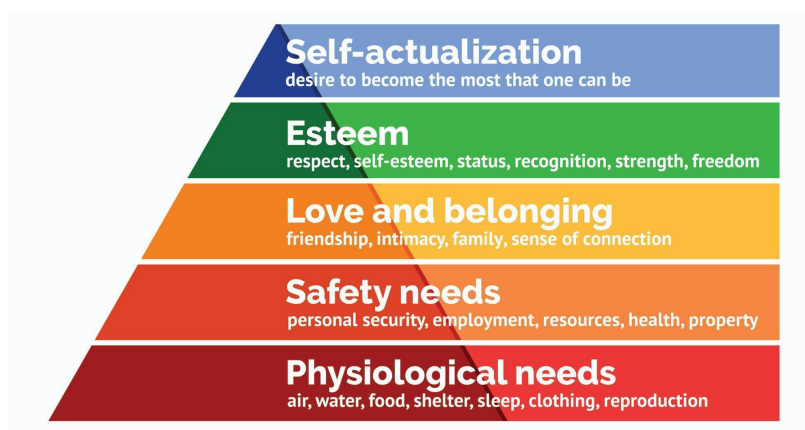 Self-actualization
desire to become the most that one can be
Esteem
respect, self-esteem, status, recognition, strength, freedom
Love and belonging
friendship, intimacy, family, sense of connection
Safety needs
personal security, employment, resources, health, property
Physiological needs
air, water, food, shelter, sleep, clothing, reproduction